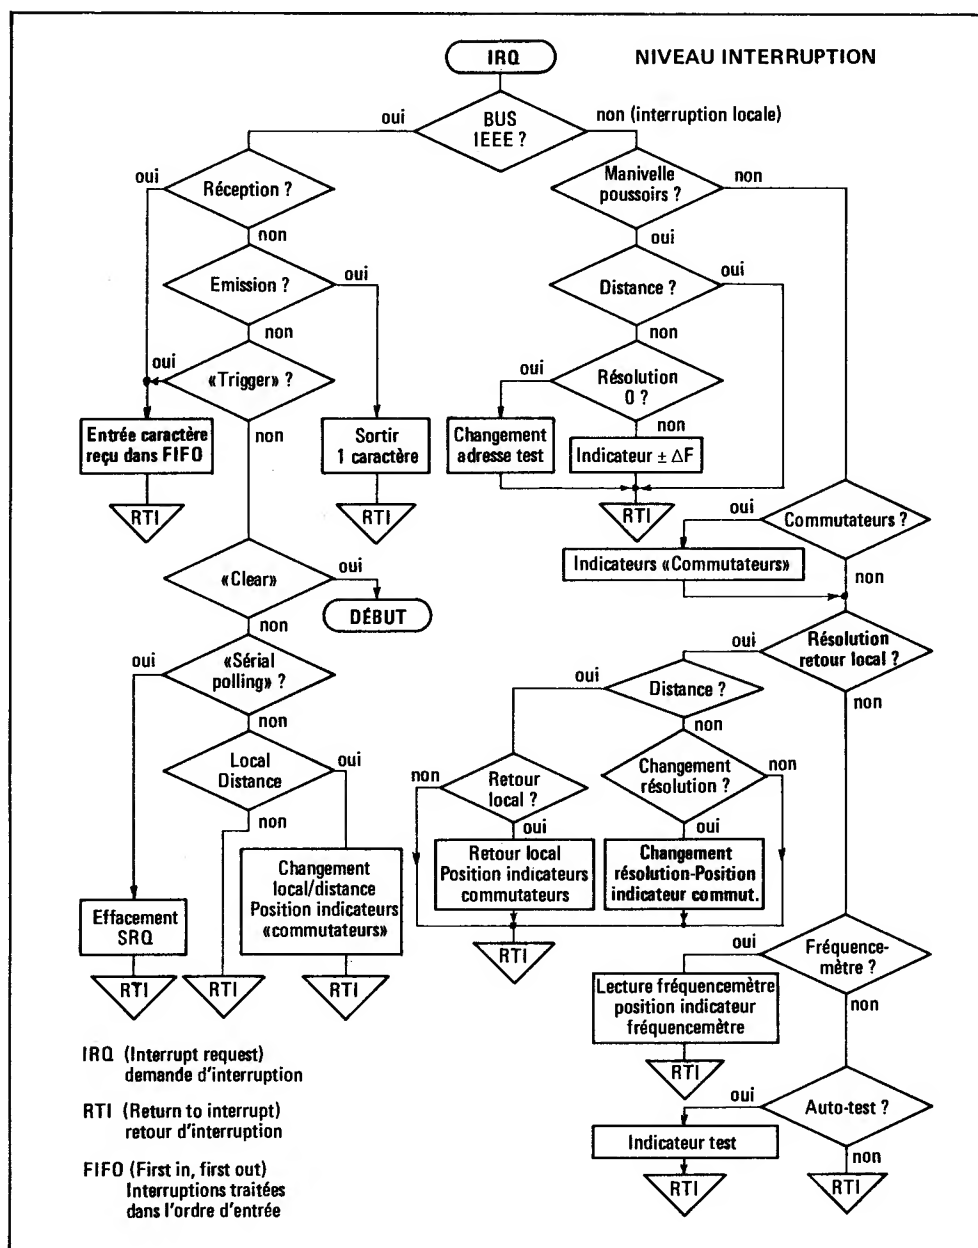 IRQ
NIVEAU INTERRUPTION
oui
BUS
IEEE ?
non (interruption locale)
oui
Réception ?
non
Manivelle
poussoirs ?
non
oui
Emission ?
oui
non
Distance ?
oui
non
oui
«Trigger» ?
non
oui
Résolution
0 ?
non
Entrée caractère
reçu dans FIFO
Sortir
1 caractère
Changement
adresse test
Indicateur ± ΔF
RTI
RTI
RTI
oui
Commutateurs ?
non
Indicateurs «Commutateurs»
«Clear»
oui
non
DÉBUT
oui
Résolution
retour local ?
non
oui
«Sérial
polling» ?
non
oui
Distance ?
non
Local
Distance
oui
non
non
Retour
local ?
oui
Changement
résolution ?
non
oui
Effacement
SRQ
Changement
local/distance
Position indicateurs
«commutateurs»
Retour local
Position indicateurs
commutateurs
Changement
résolution-Position
indicateur commut.
RTI
RTI
RTI
RTI
oui
Fréquence-
mètre ?
non
Lecture fréquencemètre
position indicateur
fréquencemètre
RTI
oui
Auto-test ?
non
Indicateur test
RTI
RTI
IRQ (Interrupt request)
demande d'interruption
RTI (Return to interrupt)
retour d'interruption
FIFO (First in, first out)
Interruptions traitées
dans l'ordre d'entrée